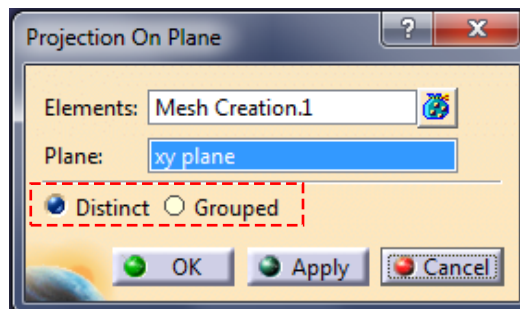 Projection On Plane ? X
Elements: Mesh Creation.1
Plane: xy plane
Distinct Grouped
OK Apply Cancel